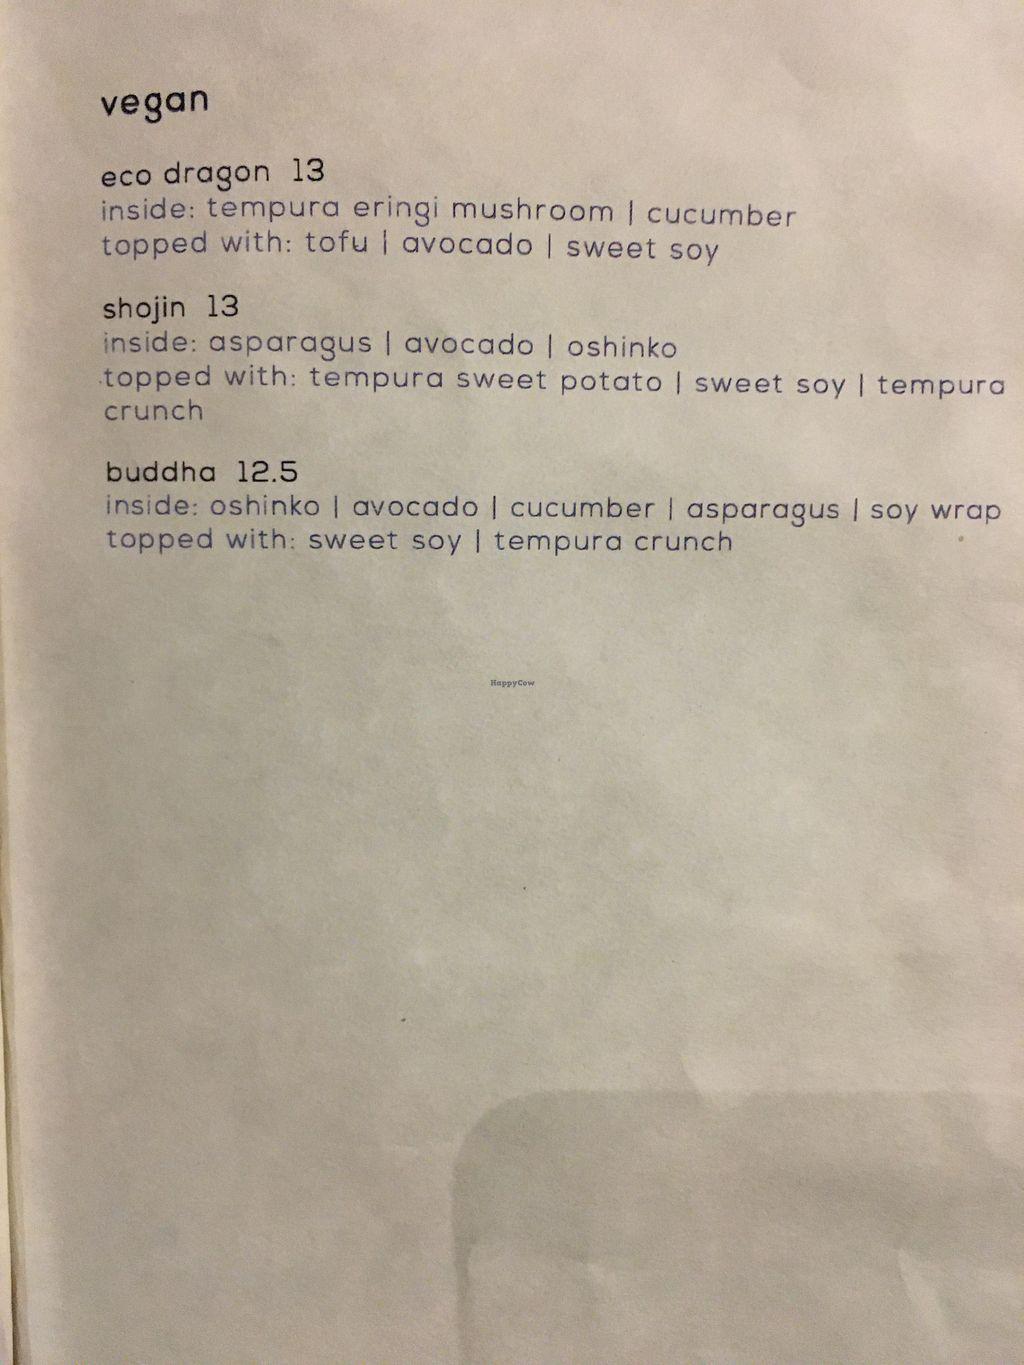 vegan
eco dragon 13
inside: tempura eringi mushroom | cucumber
topped with: tofu | avocado | sweet soy
shojin 13
inside: asparagus | avocado | oshinko
topped with: tempura sweet potato | sweet soy | tempura
crunch
buddha 12.5
inside: oshinko | avocado | cucumber | asparagus | soy wrap
topped with: sweet soy | tempura crunch
HappyCow